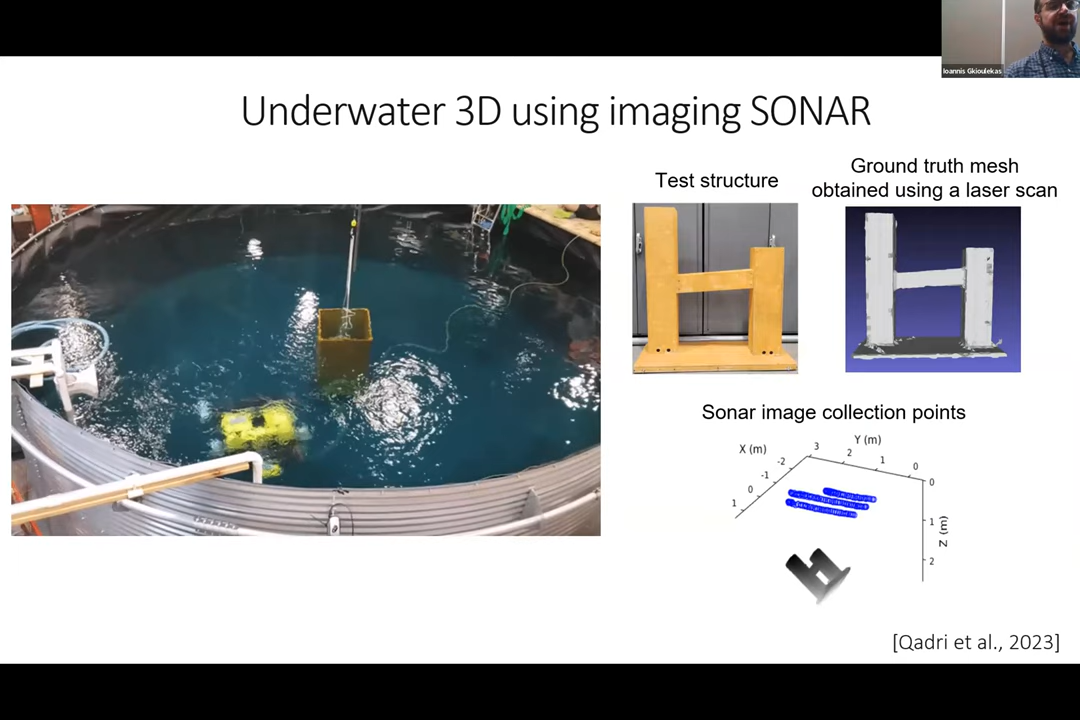 Ioannis Gkioulekas
Underwater 3D using imaging SONAR
Test structure
Ground truth mesh
obtained using a laser scan
Sonar image collection points
X (m)
Y (m)
3
2
1
0
-2
-1
0
1
0
1
2
Z (m)
[Qadri et al., 2023]